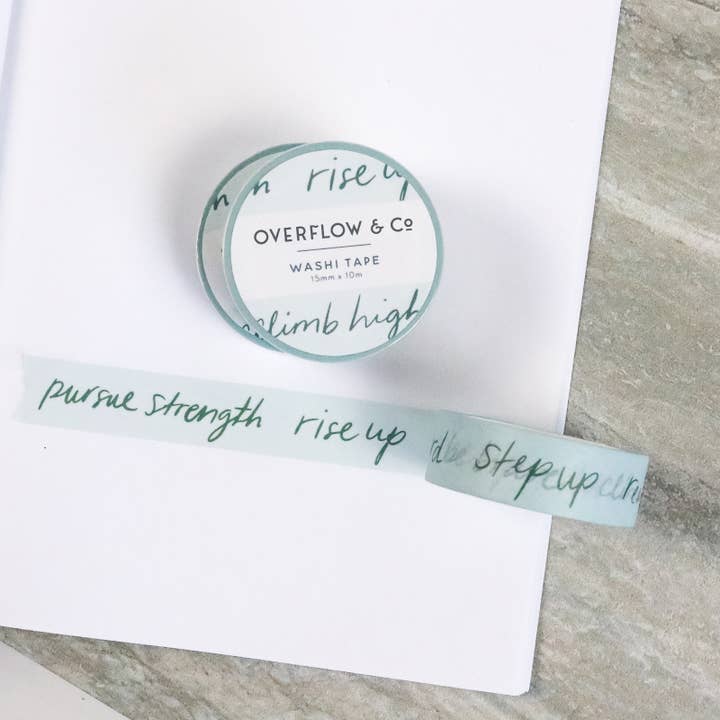 rise up
OVERFLOW & Co
WASHI TAPE
15mm x 10m
climb high
pursue strength rise up
step up